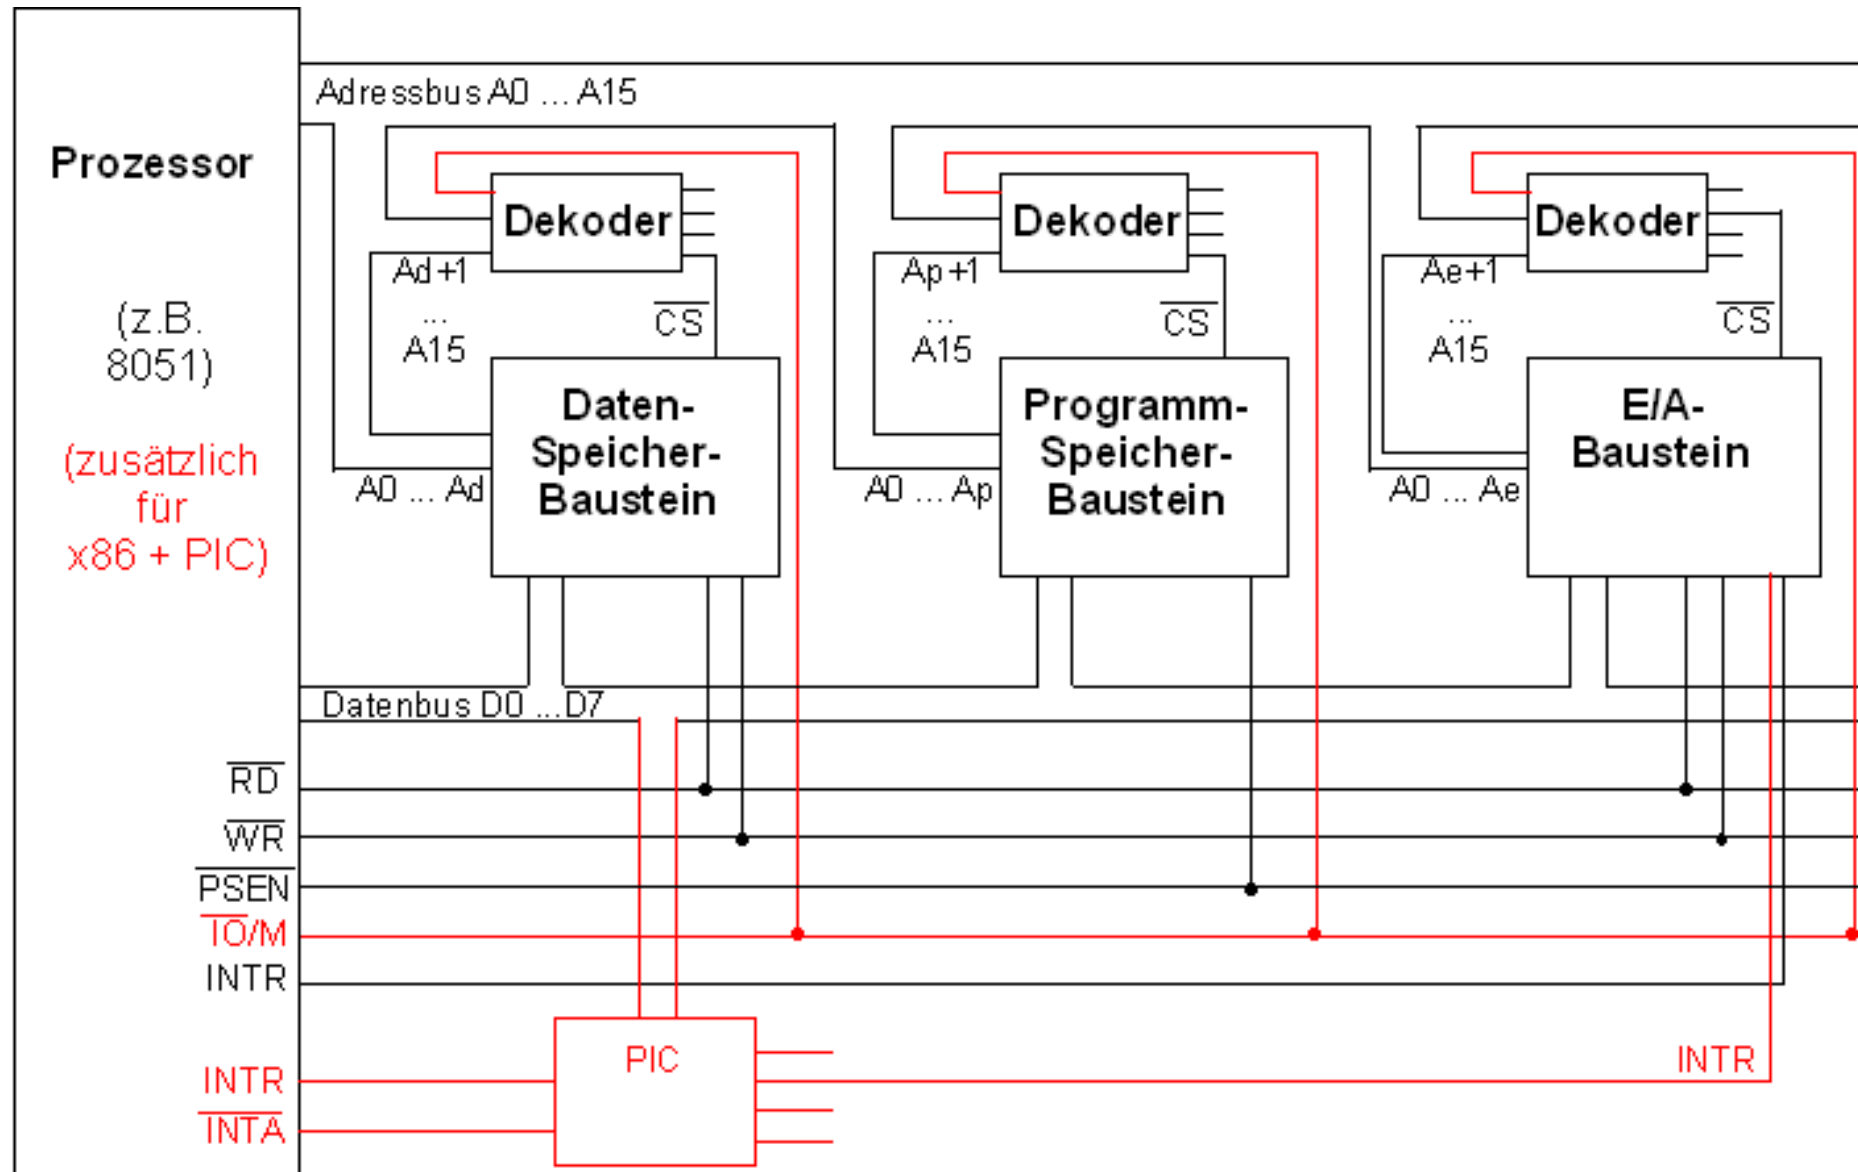 Adressbus A0 ... A15
Prozessor
(z.B.
8051)
(zusätzlich
für
x86 + PIC)
Dekoder
Ad+1
...
A15
CS
Daten-
Speicher-
Baustein
A0 ... Ad
Dekoder
Ap+1
...
A15
CS
Programm-
Speicher-
Baustein
A0 ... Ap
Dekoder
Ae+1
...
A15
CS
E/A-
Baustein
A0 ... Ae
Datenbus D0 ...D7
RD
WR
PSEN
IO/M
INTR
INTR
INTA
PIC
INTR